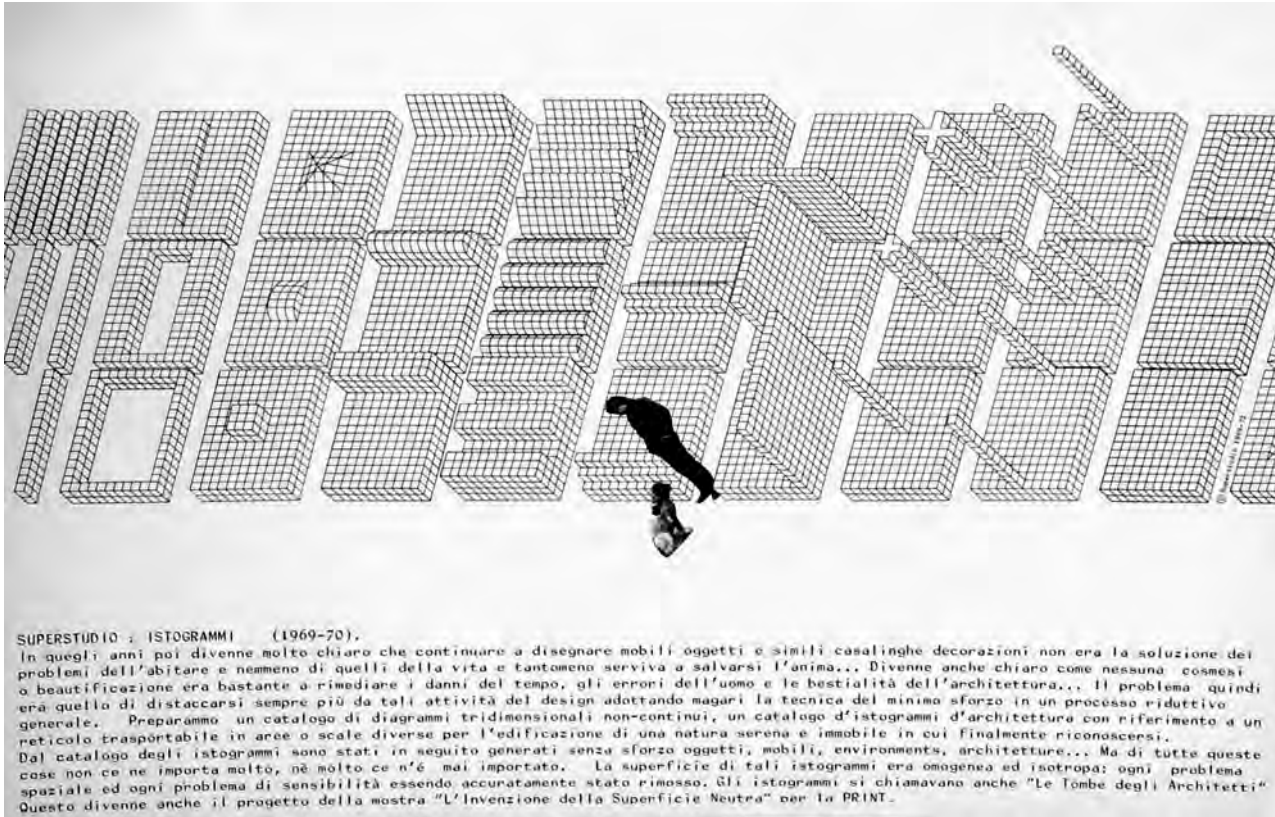 SUPERSTUDIO : ISTOGRAMMI (1969-70).
In quegli anni poi divenne molto chiaro che continuare a disegnare mobili oggetti e simili casalinghe decorazioni non era la soluzione dei
problemi dell'abitare e nemmeno di quelli della vita e tantomeno serviva a salvarsi l'anima... Divenne anche chiaro come nessuna cosmesi
o beautificazione era bastante a rimediare i danni del tempo, gli errori dell'uomo e le bestialità dell'architettura... Il problema quindi
era quello di distaccarsi sempre più da tali attività del design adottando magari la tecnica del minimo sforzo in un processo riduttivo
generale. Preparammo un catalogo di diagrammi tridimensionali non-continui, un catalogo d'istogrammi d'architettura con riferimento a un
reticolo trasportabile in aree o scale diverse per l'edificazione di una natura serena e immobile in cui finalmente riconoscersi.
Dal catalogo degli istogrammi sono stati in seguito generati senza sforzo oggetti, mobili, environments, architetture... Ma di tutte queste
cose non ce ne importa molto, nè molto ce n'é mai importato. La superficie di tali istogrammi era omogenea ed isotropa: ogni problema
spaziale ed ogni problema di sensibilità essendo accuratamente stato rimosso. Gli istogrammi si chiamavano anche "Le Tombe degli Architetti"
Questo divenne anche il progetto della mostra "L'Invenzione della Superficie Neutra" per la PRINT.